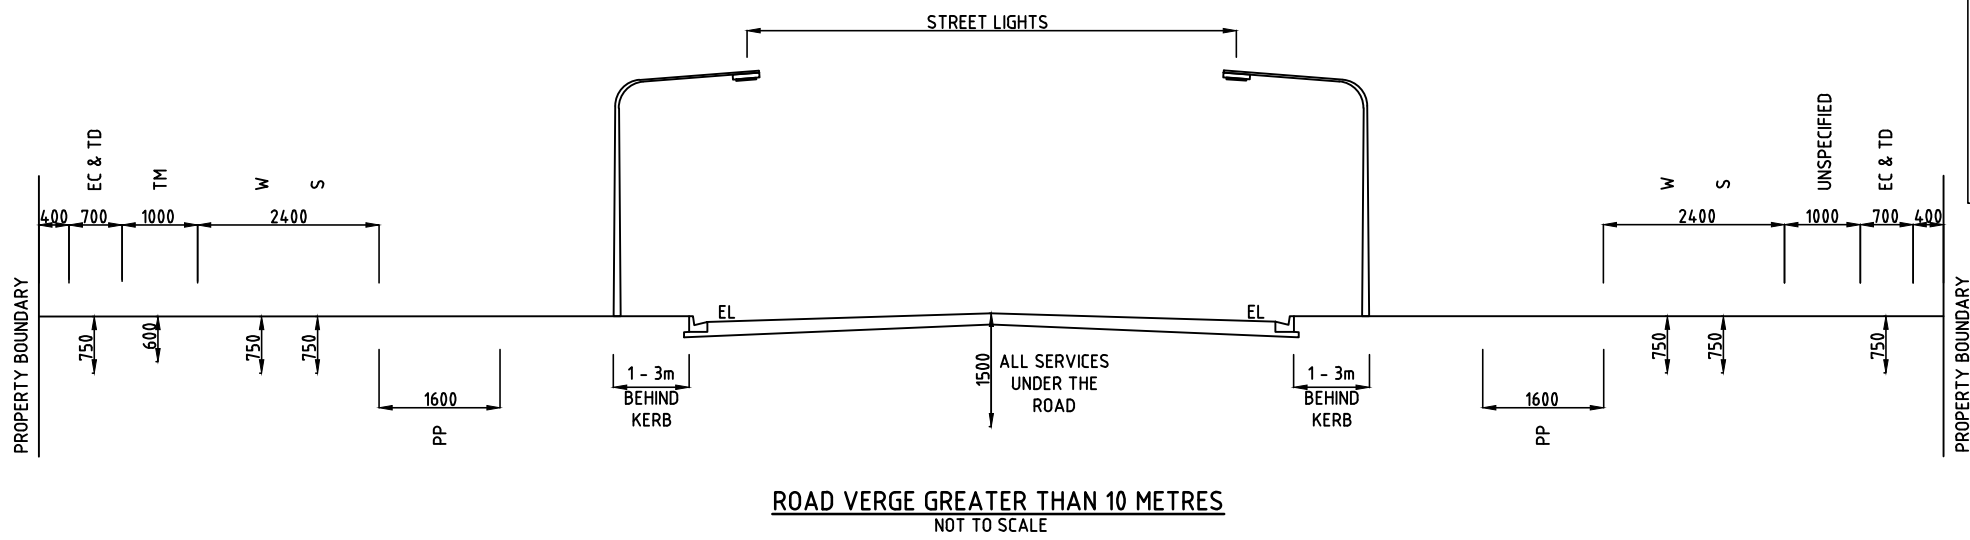 STREET LIGHTS
EC & TD
TM
W
S
W
S
UNSPECIFIED
EC & TD
400
700
1000
2400
2400
1000
700
400
PROPERTY BOUNDARY
EL
EL
PROPERTY BOUNDARY
750
600
750
750
1500
ALL SERVICES
UNDER THE
ROAD
750
750
750
1 - 3m
BEHIND
KERB
1 - 3m
BEHIND
KERB
1600
PP
1600
PP
ROAD VERGE GREATER THAN 10 METRES
NOT TO SCALE